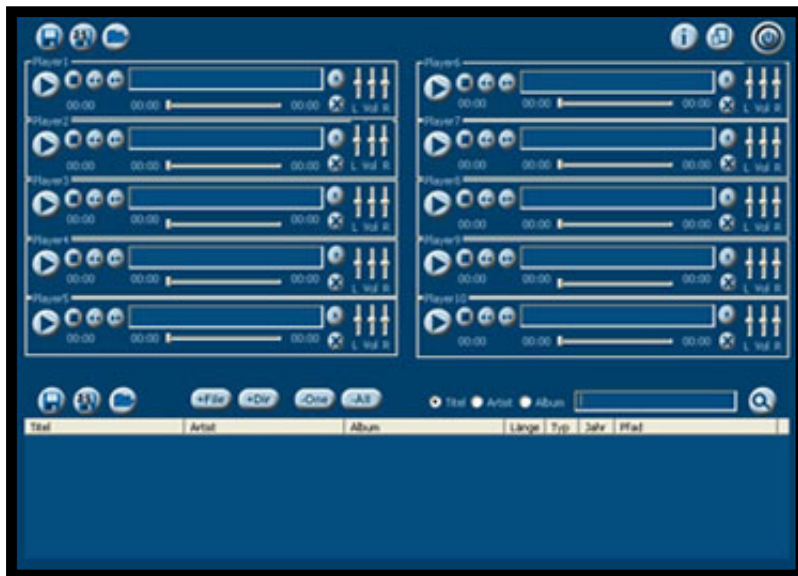 Player1
00:00 00:00 00:00 L Vol R
Player2
00:00 00:00 00:00 L Vol R
Player3
00:00 00:00 00:00 L Vol R
Player4
00:00 00:00 00:00 L Vol R
Player5
00:00 00:00 00:00 L Vol R
Player6
00:00 00:00 00:00 L Vol R
Player7
00:00 00:00 00:00 L Vol R
Player8
00:00 00:00 00:00 L Vol R
Player9
00:00 00:00 00:00 L Vol R
Player10
00:00 00:00 00:00 L Vol R
+File +Dir -One -All Titel Artist Album
Titel Artist Album Länge Typ Jahr Pfad